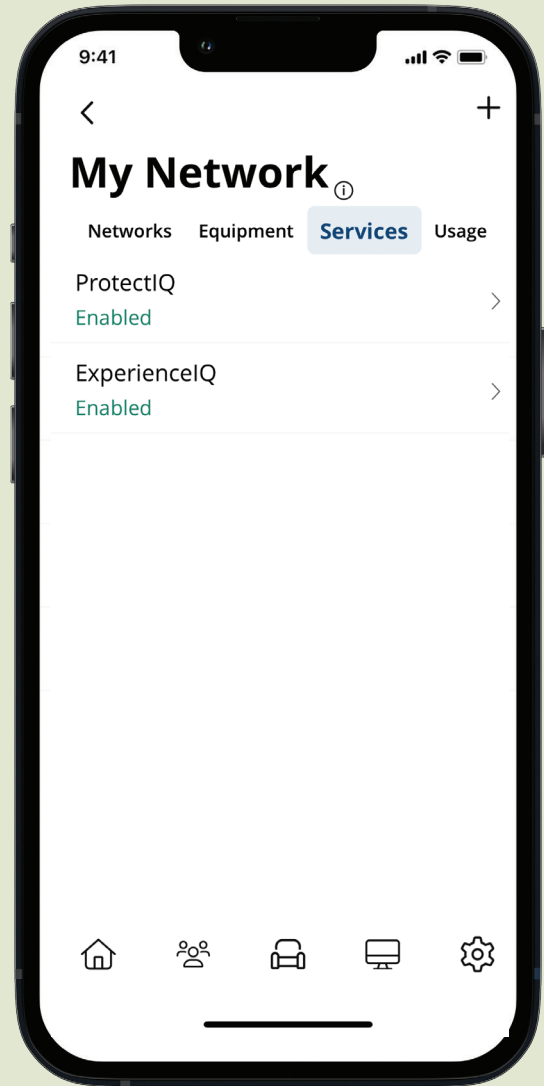 9:41
My Network
Networks Equipment Services Usage
ProtectIQ
Enabled
ExperienceIQ
Enabled